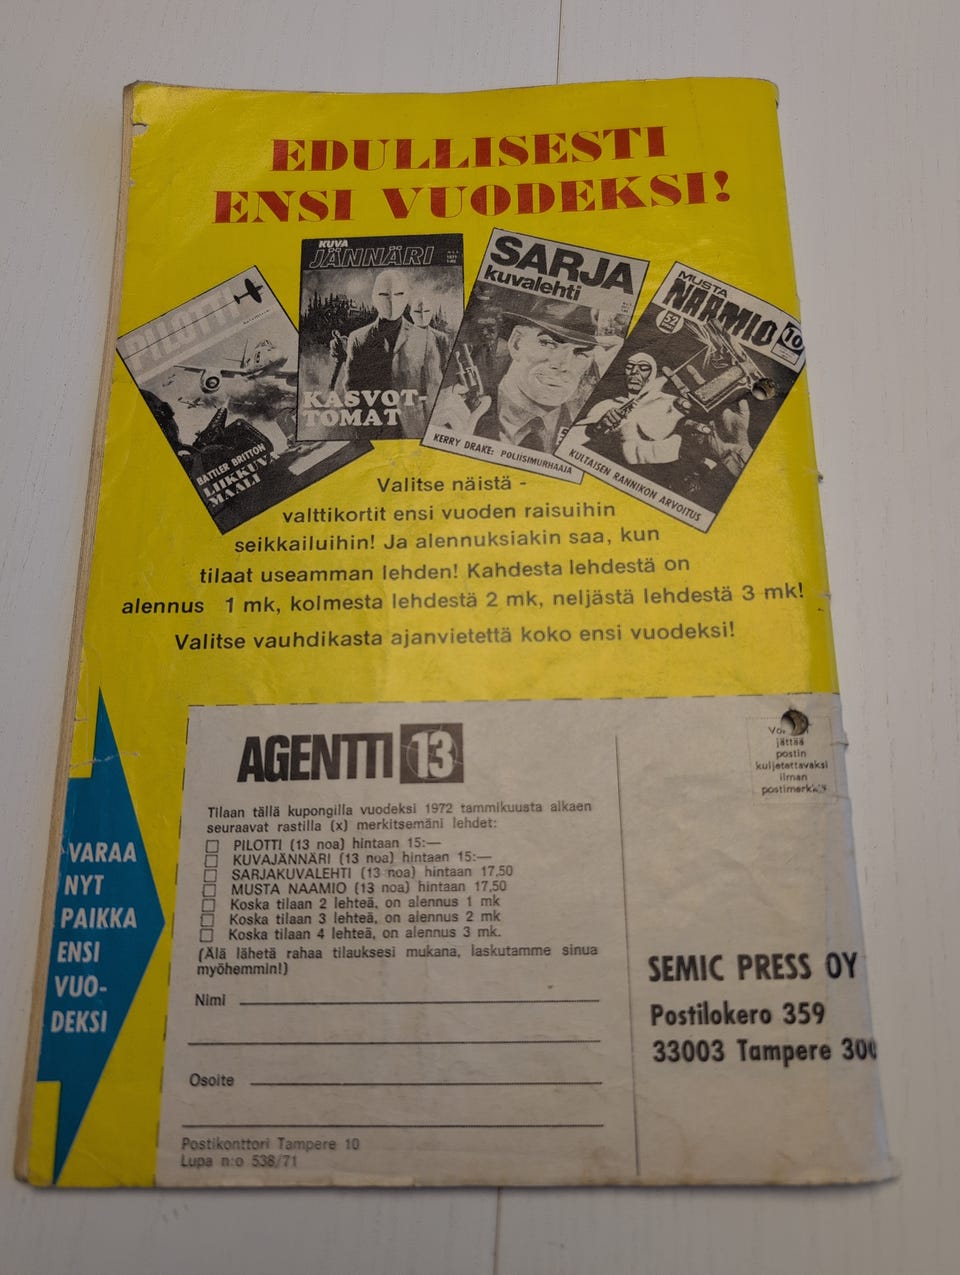 EDULLISESTI
ENSI VUODEKSI!
PILOTTI
BATTLER BRITTON
LIIKKUVA
MAALI
KUVA
JÄNNÄRI
KASVOT-
TOMAT
SARJA
kuvalehti
KERRY DRAKE: POLIISIMURHAAJA
MUSTA
NAAMIO
52
10
KULTAISEN RANNIKON ARVOITUS
Valitse näistä -
valttikortit ensi vuoden raisuihin
seikkailuihin! Ja alennuksiakin saa, kun
tilaat useamman lehden! Kahdesta lehdestä on
alennus 1 mk, kolmesta lehdestä 2 mk, neljästä lehdestä 3 mk!
Valitse vauhdikasta ajanvietettä koko ensi vuodeksi!
VARAA
NYT
PAIKKA
ENSI
VUO-
DEKSI
AGENTTI 13
Tilaan tällä kupongilla vuodeksi 1972 tammikuusta alkaen
seuraavat rastilla (x) merkitsemäni lehdet:
PILOTTI (13 noa) hintaan 15:—
KUVAJÄNNÄRI (13 noa) hintaan 15:—
SARJAKUVALEHTI (13 noa) hintaan 17,50
MUSTA NAAMIO (13 noa) hintaan 17,50
Koska tilaan 2 lehteä, on alennus 1 mk
Koska tilaan 3 lehteä, on alennus 2 mk
Koska tilaan 4 lehteä, on alennus 3 mk.
(Älä lähetä rahaa tilauksesi mukana, laskutamme sinua
myöhemmin!)
Nimi
Osoite
Postikonttori Tampere 10
Lupa n:o 538/71
jättää
postin
kuljetettavaksi
ilman
SEMIC PRESS OY
Postilokero 359
33003 Tampere 300